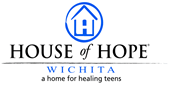 HOUSE of HOPE®
WICHITA
a home for healing teens